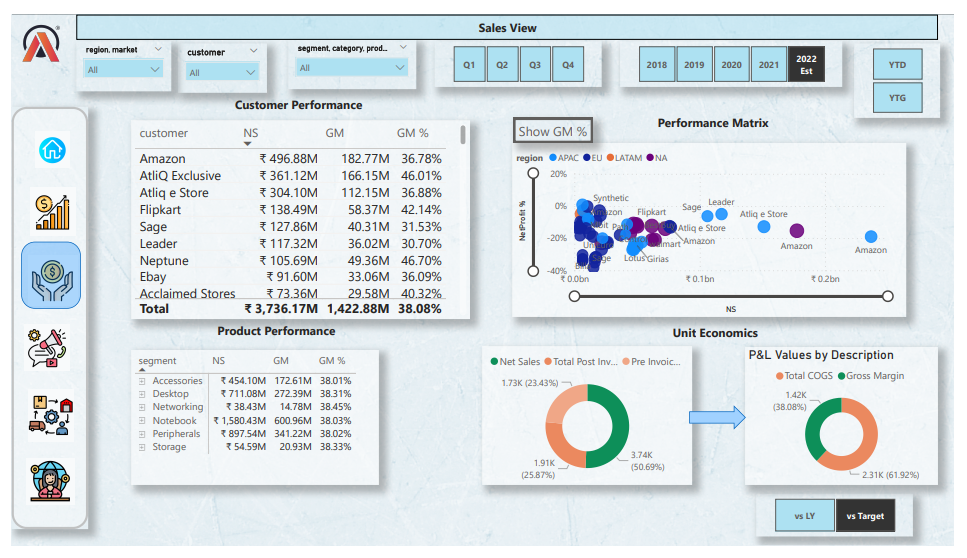 Sales View
region, market
All
customer
All
segment, category, prod...
All
Q1 Q2 Q3 Q4
2018 2019 2020 2021 2022 Est
YTD
YTG
Customer Performance
customer NS GM GM %
Amazon ₹ 496.88M 182.77M 36.78%
AtliQ Exclusive ₹ 361.12M 166.15M 46.01%
Atliq e Store ₹ 304.10M 112.15M 36.88%
Flipkart ₹ 138.49M 58.37M 42.14%
Sage ₹ 127.86M 40.31M 31.53%
Leader ₹ 117.32M 36.02M 30.70%
Neptune ₹ 105.69M 49.36M 46.70%
Ebay ₹ 91.60M 33.06M 36.09%
Acclaimed Stores ₹ 73.36M 29.58M 40.32%
Total ₹ 3,736.17M 1,422.88M 38.08%
Show GM %
Performance Matrix
region APAC EU LATAM NA
NetProfit %
20%
0%
-20%
-40%
Synthetic
Flipkart
Sage
Leader
Atliq e Store
Atliq e Store
Amazon
Amazon
Amazon
Sage
Lotus
Girias
₹ 0.0bn ₹ 0.1bn ₹ 0.2bn
NS
Product Performance
segment NS GM GM %
Accessories ₹ 454.10M 172.61M 38.01%
Desktop ₹ 711.08M 272.39M 38.31%
Networking ₹ 38.43M 14.78M 38.45%
Notebook ₹ 1,580.43M 600.96M 38.03%
Peripherals ₹ 897.54M 341.22M 38.02%
Storage ₹ 54.59M 20.93M 38.33%
Unit Economics
Net Sales Total Post Inv... Pre Invoic...
1.73K (23.43%)
1.91K
(25.87%)
3.74K
(50.69%)
P&L Values by Description
Total COGS Gross Margin
1.42K
(38.08%)
2.31K (61.92%)
vs LY vs Target